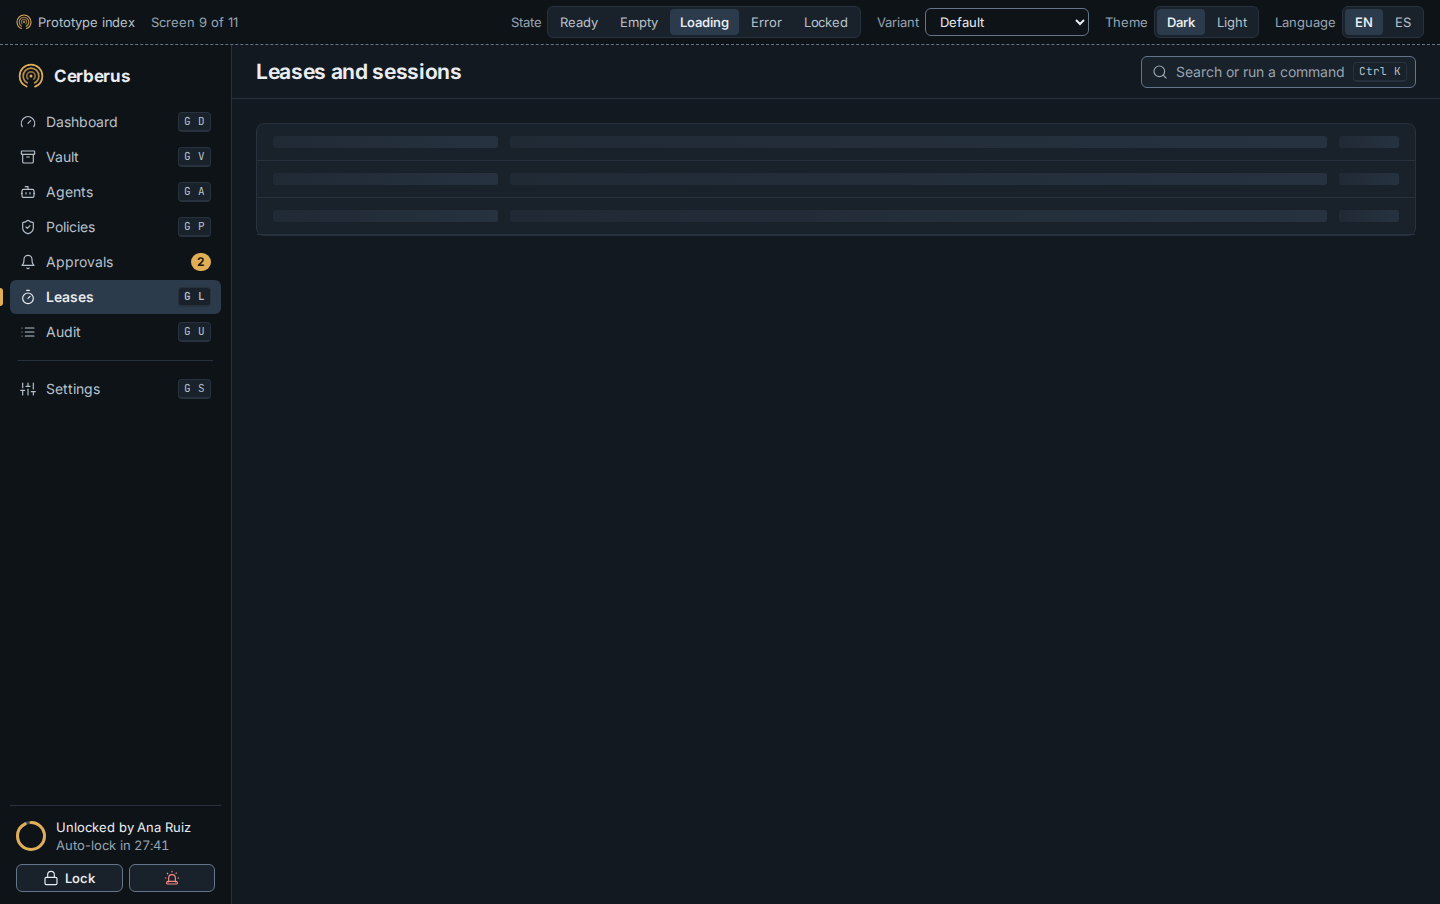 Prototype index Screen 9 of 11 State Ready Empty Loading Error Locked Variant Default Theme Dark Light Language EN ES
Cerberus
Leases and sessions
Search or run a command Ctrl K
Dashboard G D
Vault G V
Agents G A
Policies G P
Approvals 2
Leases G L
Audit G U
Settings G S
Unlocked by Ana Ruiz
Auto-lock in 27:41
Lock